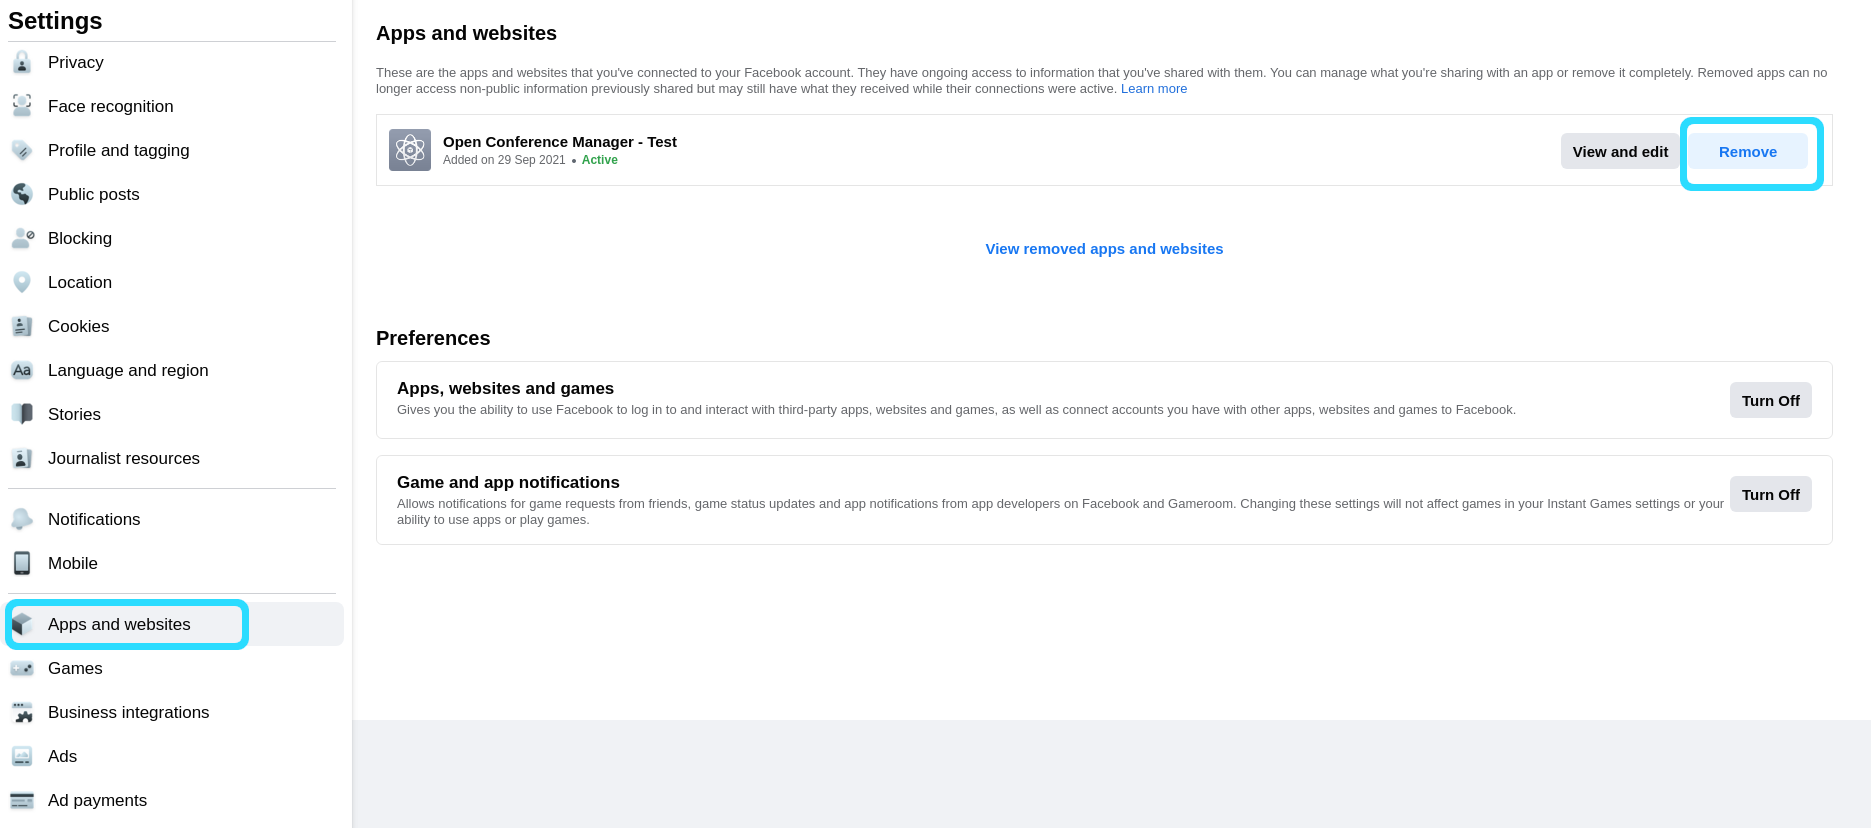 Settings
Privacy
Face recognition
Profile and tagging
Public posts
Blocking
Location
Cookies
Aa
Language and region
Stories
Journalist resources
Notifications
Mobile
Apps and websites
Games
Business integrations
Ads
Ad payments
Apps and websites
These are the apps and websites that you've connected to your Facebook account. They have ongoing access to information that you've shared with them. You can manage what you're sharing with an app or remove it completely. Removed apps can no
longer access non-public information previously shared but may still have what they received while their connections were active. Learn more
Open Conference Manager - Test
Added on 29 Sep 2021 • Active
View and edit
Remove
View removed apps and websites
Preferences
Apps, websites and games
Gives you the ability to use Facebook to log in to and interact with third-party apps, websites and games, as well as connect accounts you have with other apps, websites and games to Facebook.
Turn Off
Game and app notifications
Allows notifications for game requests from friends, game status updates and app notifications from app developers on Facebook and Gameroom. Changing these settings will not affect games in your Instant Games settings or your
ability to use apps or play games.
Turn Off